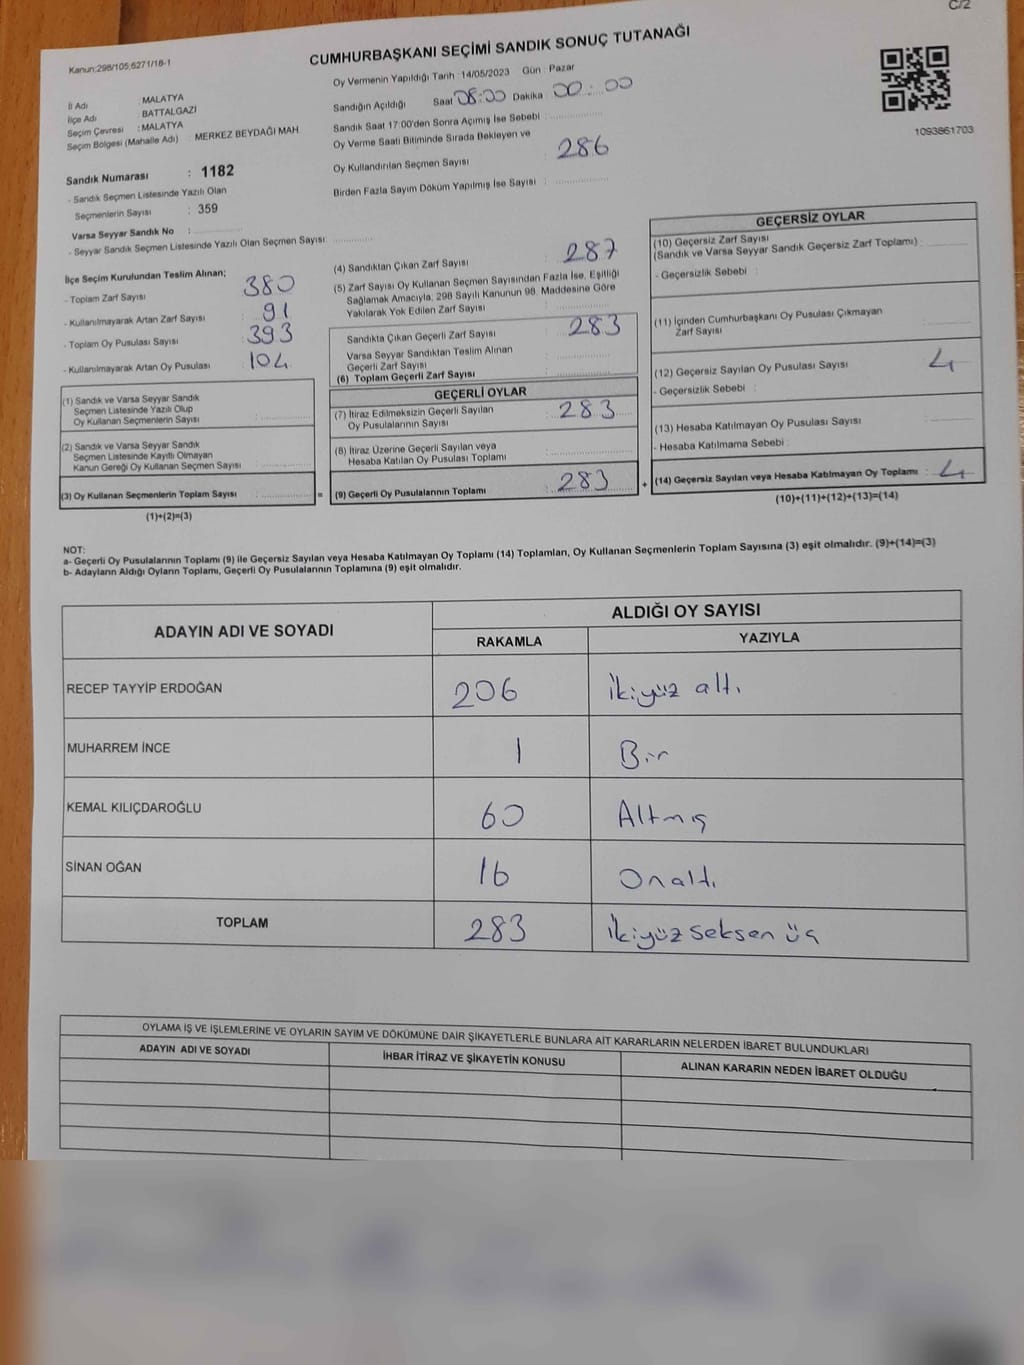 C/2
Kanun:298/105;6271/18-1
CUMHURBAŞKANI SEÇİMİ SANDIK SONUÇ TUTANAĞI
İl Adı : MALATYA
İlçe Adı : BATTALGAZİ
Seçim Çevresi : MALATYA
Seçim Bölgesi (Mahalle Adı) : MERKEZ BEYDAĞI MAH
Sandık Numarası : 1182
- Sandık Seçmen Listesinde Yazılı Olan
Seçmenlerin Sayısı : 359
Varsa Seyyar Sandık No :
- Seyyar Sandık Seçmen Listesinde Yazılı Olan Seçmen Sayısı :
Oy Vermenin Yapıldığı Tarih :14/05/2023 Gün : Pazar
Sandığın Açıldığı Saat 08:00 Dakika 00:00
Sandık Saat 17:00'den Sonra Açımış İse Sebebi :
Oy Verme Saati Bitiminde Sırada Bekleyen ve
Oy Kullandırılan Seçmen Sayısı 286
Birden Fazla Sayım Döküm Yapılmış İse Sayısı :
1093861703
İlçe Seçim Kurulundan Teslim Alınan;
- Toplam Zarf Sayısı 380
- Kullanılmayarak Artan Zarf Sayısı : 91
- Toplam Oy Pusulası Sayısı : 393
- Kullanılmayarak Artan Oy Pusulası : 104
(1) Sandık ve Varsa Seyyar Sandık
Seçmen Listesinde Yazılı Olup
Oy Kullanan Seçmenlerin Sayısı :
(2) Sandık ve Varsa Seyyar Sandık
Seçmen Listesinde Kayıtlı Olmayan
Kanun Gereği Oy Kullanan Seçmen Sayısı :
(3) Oy Kullanan Seçmenlerin Toplam Sayısı : =
(1)+(2)=(3)
(4) Sandıktan Çıkan Zarf Sayısı : 287
(5) Zarf Sayısı Oy Kullanan Seçmen Sayısından Fazla İse, Eşitliği
Sağlamak Amacıyla, 298 Sayılı Kanunun 98. Maddesine Göre
Yakılarak Yok Edilen Zarf Sayısı :
Sandıkta Çıkan Geçerli Zarf Sayısı : 283
Varsa Seyyar Sandıktan Teslim Alınan
Geçerli Zarf Sayısı :
(6) Toplam Geçerli Zarf Sayısı :
GEÇERLİ OYLAR
(7) İtiraz Edilmeksizin Geçerli Sayılan
Oy Pusulalarının Sayısı : 283
(8) İtiraz Üzerine Geçerli Sayılan veya
Hesaba Katılan Oy Pusulası Toplamı :
(9) Geçerli Oy Pusulalarının Toplamı : 283 +
GEÇERSİZ OYLAR
(10) Geçersiz Zarf Sayısı
(Sandık ve Varsa Seyyar Sandık Geçersiz Zarf Toplamı) :
- Geçersizlik Sebebi :
(11) İçinden Cumhurbaşkanı Oy Pusulası Çıkmayan
Zarf Sayısı :
(12) Geçersiz Sayılan Oy Pusulası Sayısı : 4
- Geçersizlik Sebebi :
(13) Hesaba Katılmayan Oy Pusulası Sayısı :
- Hesaba Katılmama Sebebi :
(14) Geçersiz Sayılan veya Hesaba Katılmayan Oy Toplamı : 4
(10)+(11)+(12)+(13)=(14)
NOT:
a- Geçerli Oy Pusulalarının Toplamı (9) ile Geçersiz Sayılan veya Hesaba Katılmayan Oy Toplamı (14) Toplamları, Oy Kullanan Seçmenlerin Toplam Sayısına (3) eşit olmalıdır. (9)+(14)=(3)
b- Adayların Aldığı Oyların Toplamı, Geçerli Oy Pusulalarının Toplamına (9) eşit olmalıdır.
ADAYIN ADI VE SOYADI ALDIĞI OY SAYISI
RAKAMLA YAZIYLA
RECEP TAYYİP ERDOĞAN 206 İkiyüz altı
MUHARREM İNCE 1 Bir
KEMAL KILIÇDAROĞLU 60 Altmış
SİNAN OĞAN 16 Onaltı
TOPLAM 283 İkiyüz seksen üç
OYLAMA İŞ VE İŞLEMLERİNE VE OYLARIN SAYIM VE DÖKÜMÜNE DAİR ŞİKAYETLERLE BUNLARA AİT KARARLARIN NELERDEN İBARET BULUNDUKLARI
ADAYIN ADI VE SOYADI İHBAR İTİRAZ VE ŞİKAYETİN KONUSU ALINAN KARARIN NEDEN İBARET OLDUĞU